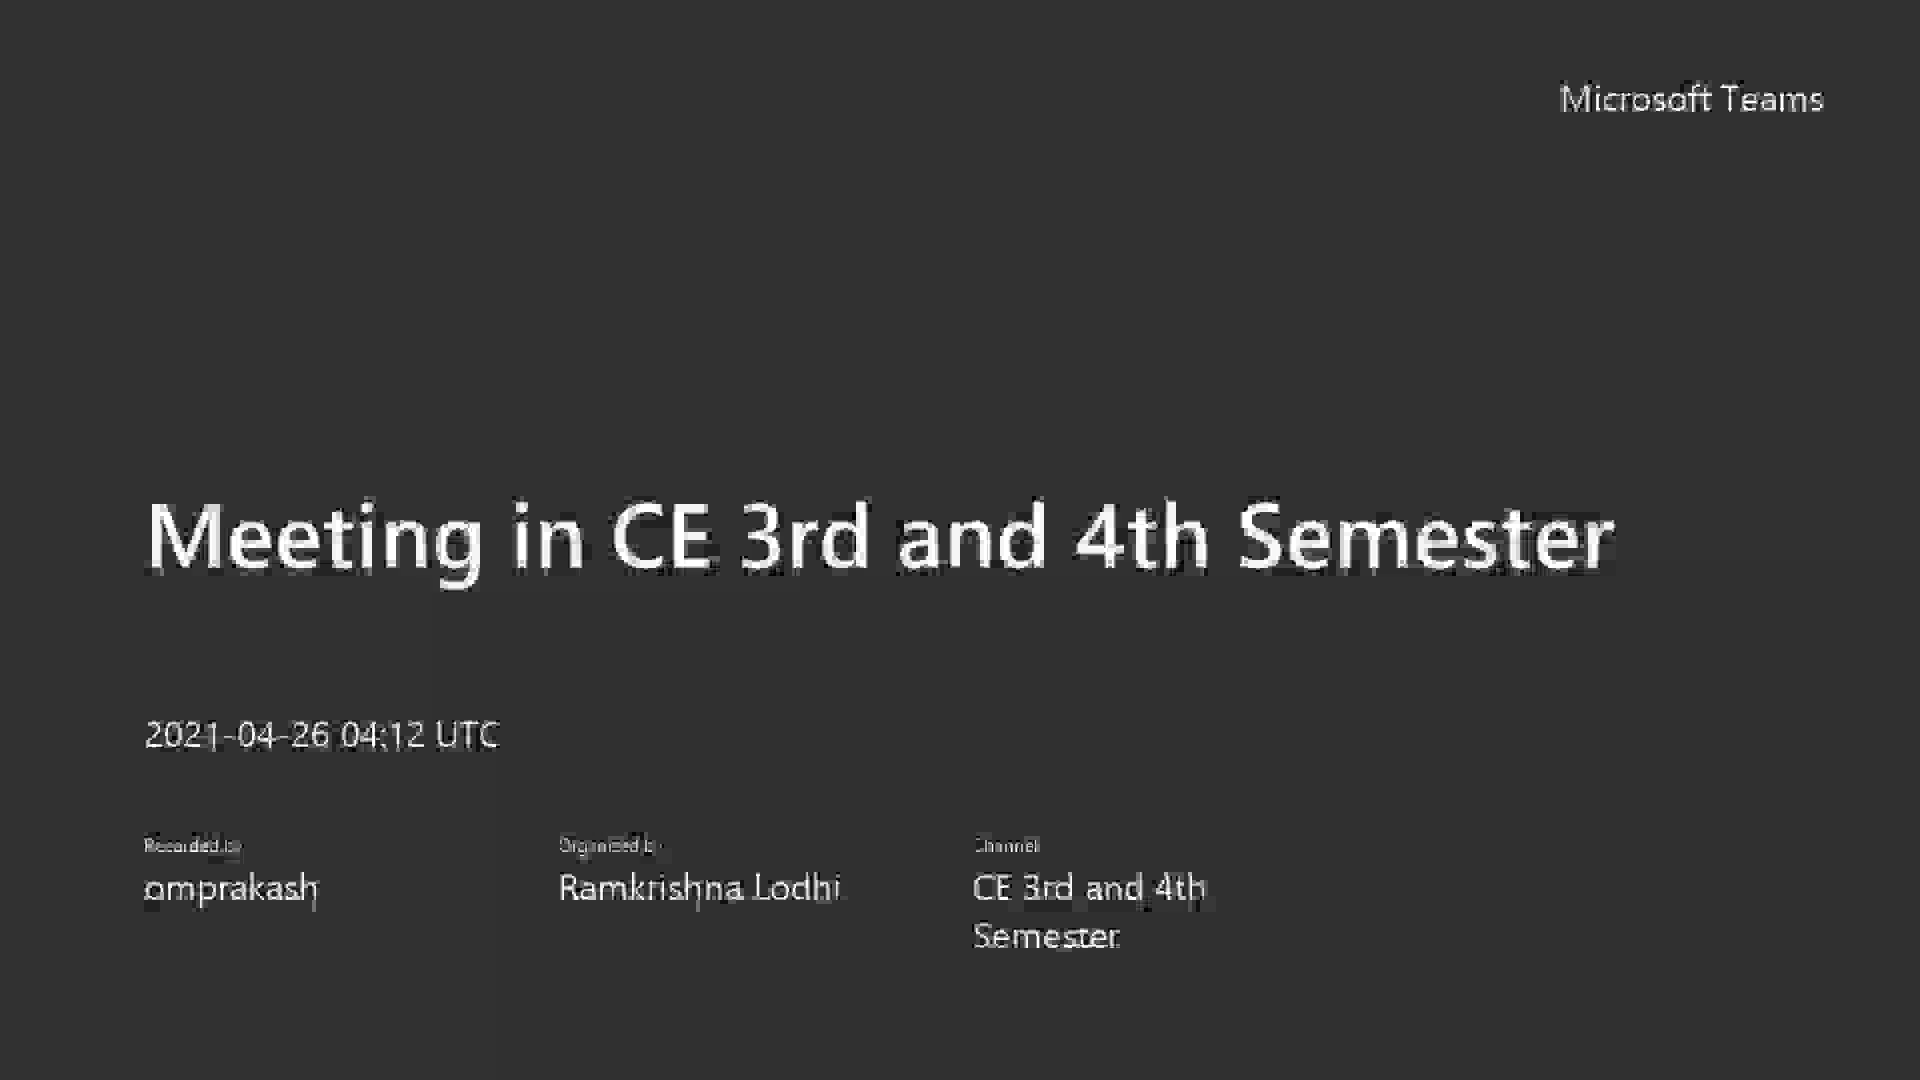 Microsoft Teams
Meeting in CE 3rd and 4th Semester
2021-04-26 04:12 UTC
Recorded by
Organized by
Channel
omprakash
Ramkrishna Lodhi
CE 3rd and 4th
Semester